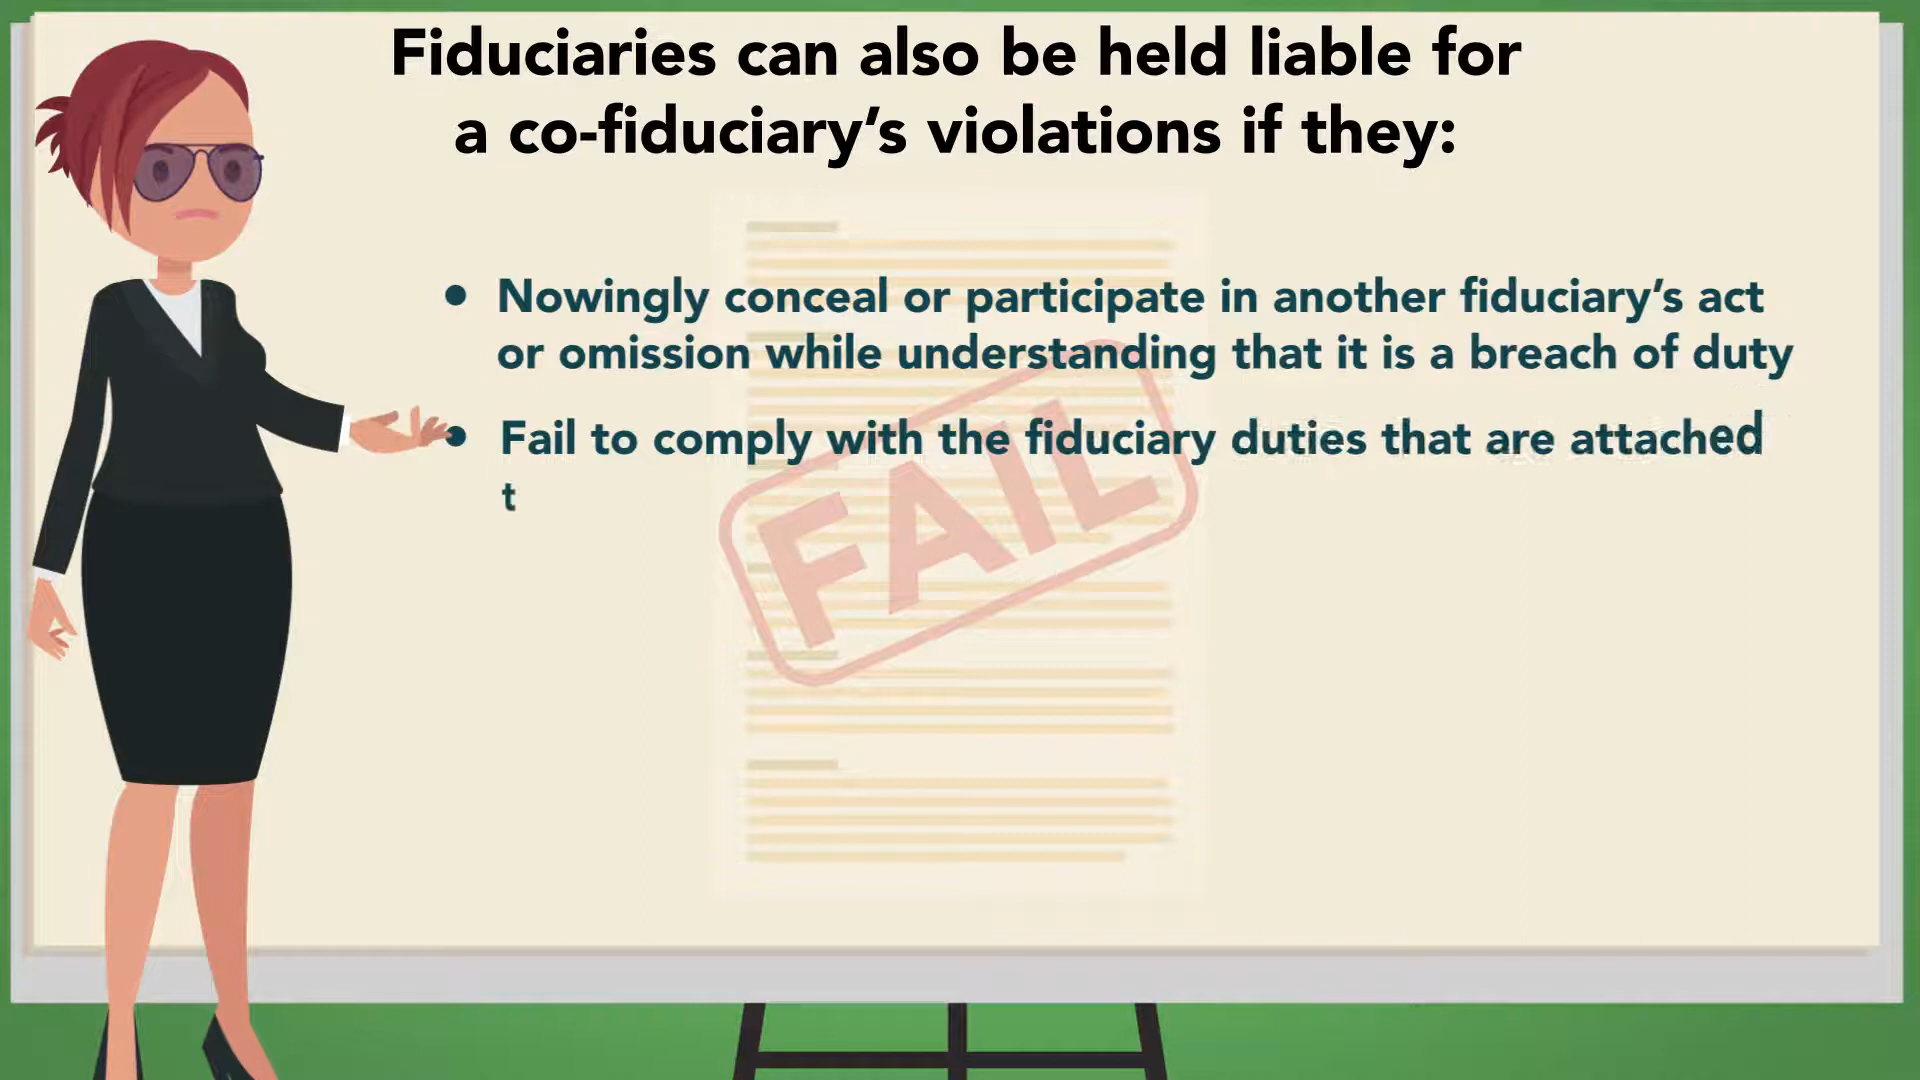 Fiduciaries can also be held liable for
a co-fiduciary’s violations if they:
• Nowingly conceal or participate in another fiduciary’s act
or omission while understanding that it is a breach of duty
• Fail to comply with the fiduciary duties that are attached
t
FAIL